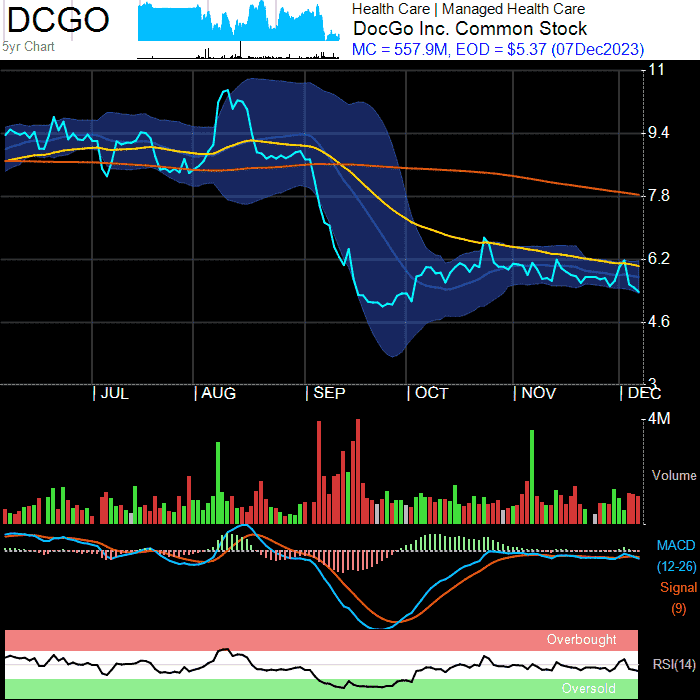 DCGO
5yr Chart
Health Care | Managed Health Care
DocGo Inc. Common Stock
MC = 557.9M, EOD = $5.37 (07Dec2023)
11
9.4
7.8
6.2
4.6
3
JUL
AUG
SEP
OCT
NOV
DEC
4M
Volume
MACD
(12-26)
Signal
(9)
Overbought
RSI(14)
Oversold